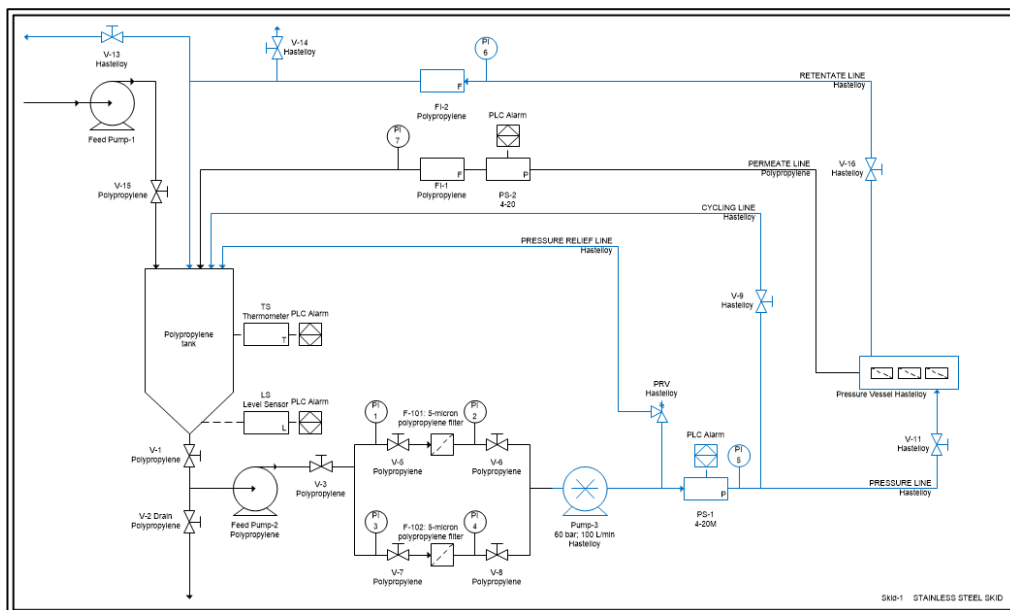 V-13
Hastelloy
V-14
Hastelloy
PI
6
RETENTATE LINE
Hastelloy
F
FI-2
Polypropylene
Feed Pump-1
PI
7
PLC Alarm
F
FI-1
Polypropylene
P
PS-2
4-20
PERMEATE LINE
Polypropylene
V-16
Hastelloy
V-15
Polypropylene
CYCLING LINE
Hastelloy
PRESSURE RELIEF LINE
Hastelloy
V-9
Hastelloy
Polypropylene
tank
TS
Thermometer
PLC Alarm
T
LS
Level Sensor
PLC Alarm
L
Pressure Vessel Hastelloy
PRV
Hastelloy
PI
1
F-101: 5-micron
polypropylene filter
PI
2
V-5
Polypropylene
V-6
Polypropylene
V-1
Polypropylene
V-3
Polypropylene
Feed Pump-2
Polypropylene
V-2 Drain
Polypropylene
PI
3
F-102: 5-micron
polypropylene filter
PI
4
V-7
Polypropylene
V-8
Polypropylene
Pump-3
60 bar; 100 L/min
Hastelloy
PLC Alarm
P
PS-1
4-20M
PI
5
V-11
Hastelloy
PRESSURE LINE
Hastelloy
Skid-1 STAINLESS STEEL SKID